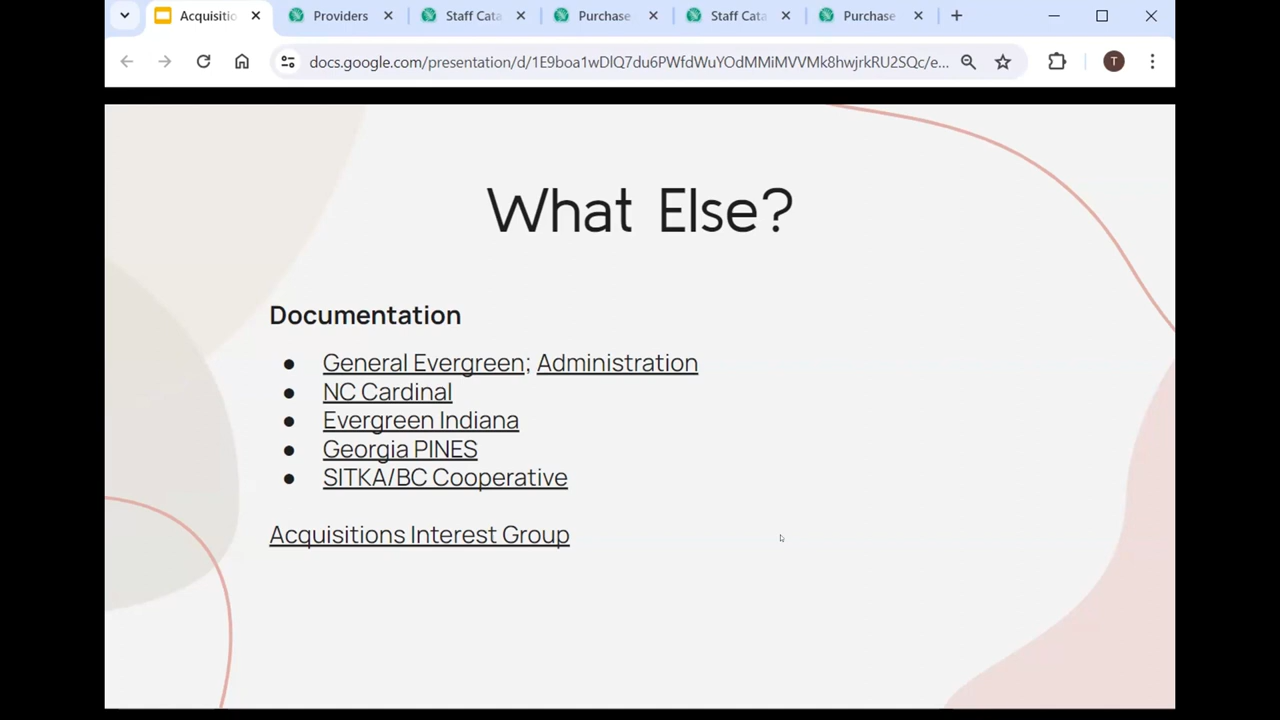 Acquisitio
Providers
Staff Cata
Purchase
Staff Cata
Purchase
docs.google.com/presentation/d/1E9boa1wDlQ7du6PWfdWuYOdMMiMVVMk8hwjrkRU2SQc/e...
T
What Else?
Documentation
● General Evergreen; Administration
● NC Cardinal
● Evergreen Indiana
● Georgia PINES
● SITKA/BC Cooperative
Acquisitions Interest Group